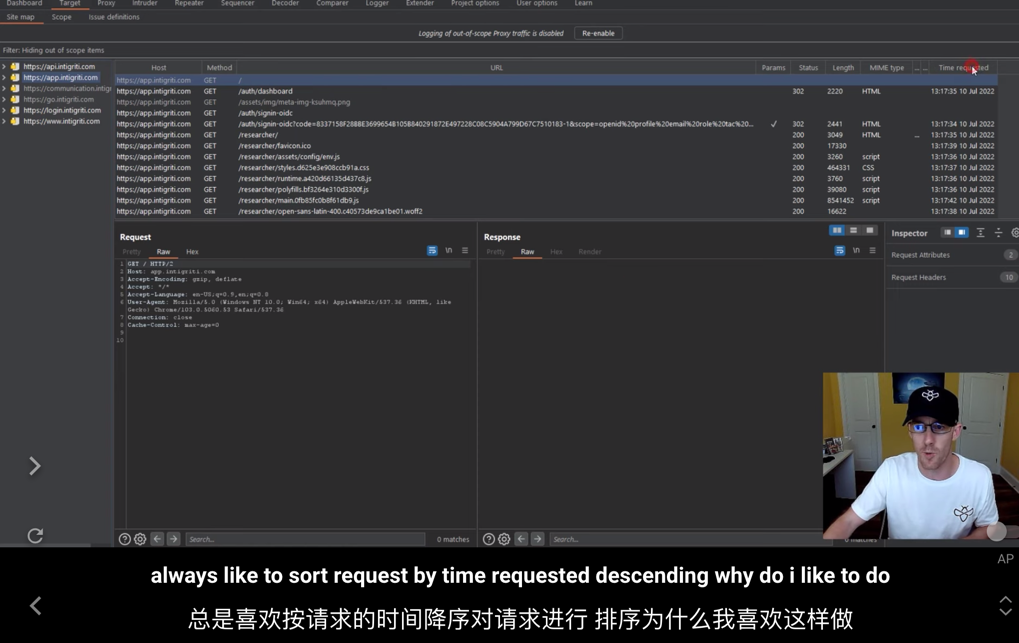 Dashboard Target Proxy Intruder Repeater Sequencer Decoder Comparer Logger Extender Project options User options Learn
Site map Scope Issue definitions
Logging of out-of-scope Proxy traffic is disabled Re-enable
Filter: Hiding out of scope items
https://api.intigriti.com
https://app.intigriti.com
https://communication.intigr
https://go.intigriti.com
https://login.intigriti.com
https://www.intigriti.com
Host Method URL Params Status Length MIME type ... ... Time requested
https://app.intigriti.com GET /
https://app.intigriti.com GET /auth/dashboard 302 2220 HTML 13:17:35 10 Jul 2022
https://app.intigriti.com GET /assets/img/meta-img-ksuhmq.png
https://app.intigriti.com GET /auth/signin-oidc
https://app.intigriti.com GET /auth/signin-oidc?code=8337158F28BBE3699654B105B840291872E497228C08C5904A799D67C7510183-1&scope=openid%20profile%20email%20role%20tac%20... ✓ 302 2441 HTML 13:17:34 10 Jul 2022
https://app.intigriti.com GET /researcher/ 200 3049 HTML ... 13:17:35 10 Jul 2022
https://app.intigriti.com GET /researcher/favicon.ico 200 17330 13:17:39 10 Jul 2022
https://app.intigriti.com GET /researcher/assets/config/env.js 200 3260 script 13:17:36 10 Jul 2022
https://app.intigriti.com GET /researcher/styles.d625e3e908ccb91a.css 200 464331 CSS 13:17:37 10 Jul 2022
https://app.intigriti.com GET /researcher/runtime.a420d66135d437c8.js 200 3760 script 13:17:36 10 Jul 2022
https://app.intigriti.com GET /researcher/polyfills.bf3264e310d3300f.js 200 39080 script 13:17:36 10 Jul 2022
https://app.intigriti.com GET /researcher/main.0fb85fc0b8f61db9.js 200 8541452 script 13:17:42 10 Jul 2022
https://app.intigriti.com GET /researcher/open-sans-latin-400.c40573de9ca1be01.woff2 200 16622 13:17:38 10 Jul 2022
Request
Pretty Raw Hex \n
1 GET / HTTP/2
2 Host: app.intigriti.com
3 Accept-Encoding: gzip, deflate
4 Accept: */*
5 Accept-Language: en-US;q=0.9,en;q=0.8
6 User-Agent: Mozilla/5.0 (Windows NT 10.0; Win64; x64) AppleWebKit/537.36 (KHTML, like
Gecko) Chrome/103.0.5060.53 Safari/537.36
7 Connection: close
8 Cache-Control: max-age=0
9
10
Response
Pretty Raw Hex Render \n
Inspector
Request Attributes 2
Request Headers 10
Search... 0 matches
Search... 0 matches
AP
always like to sort request by time requested descending why do i like to do
总是喜欢按请求的时间降序对请求进行 排序为什么我喜欢这样做